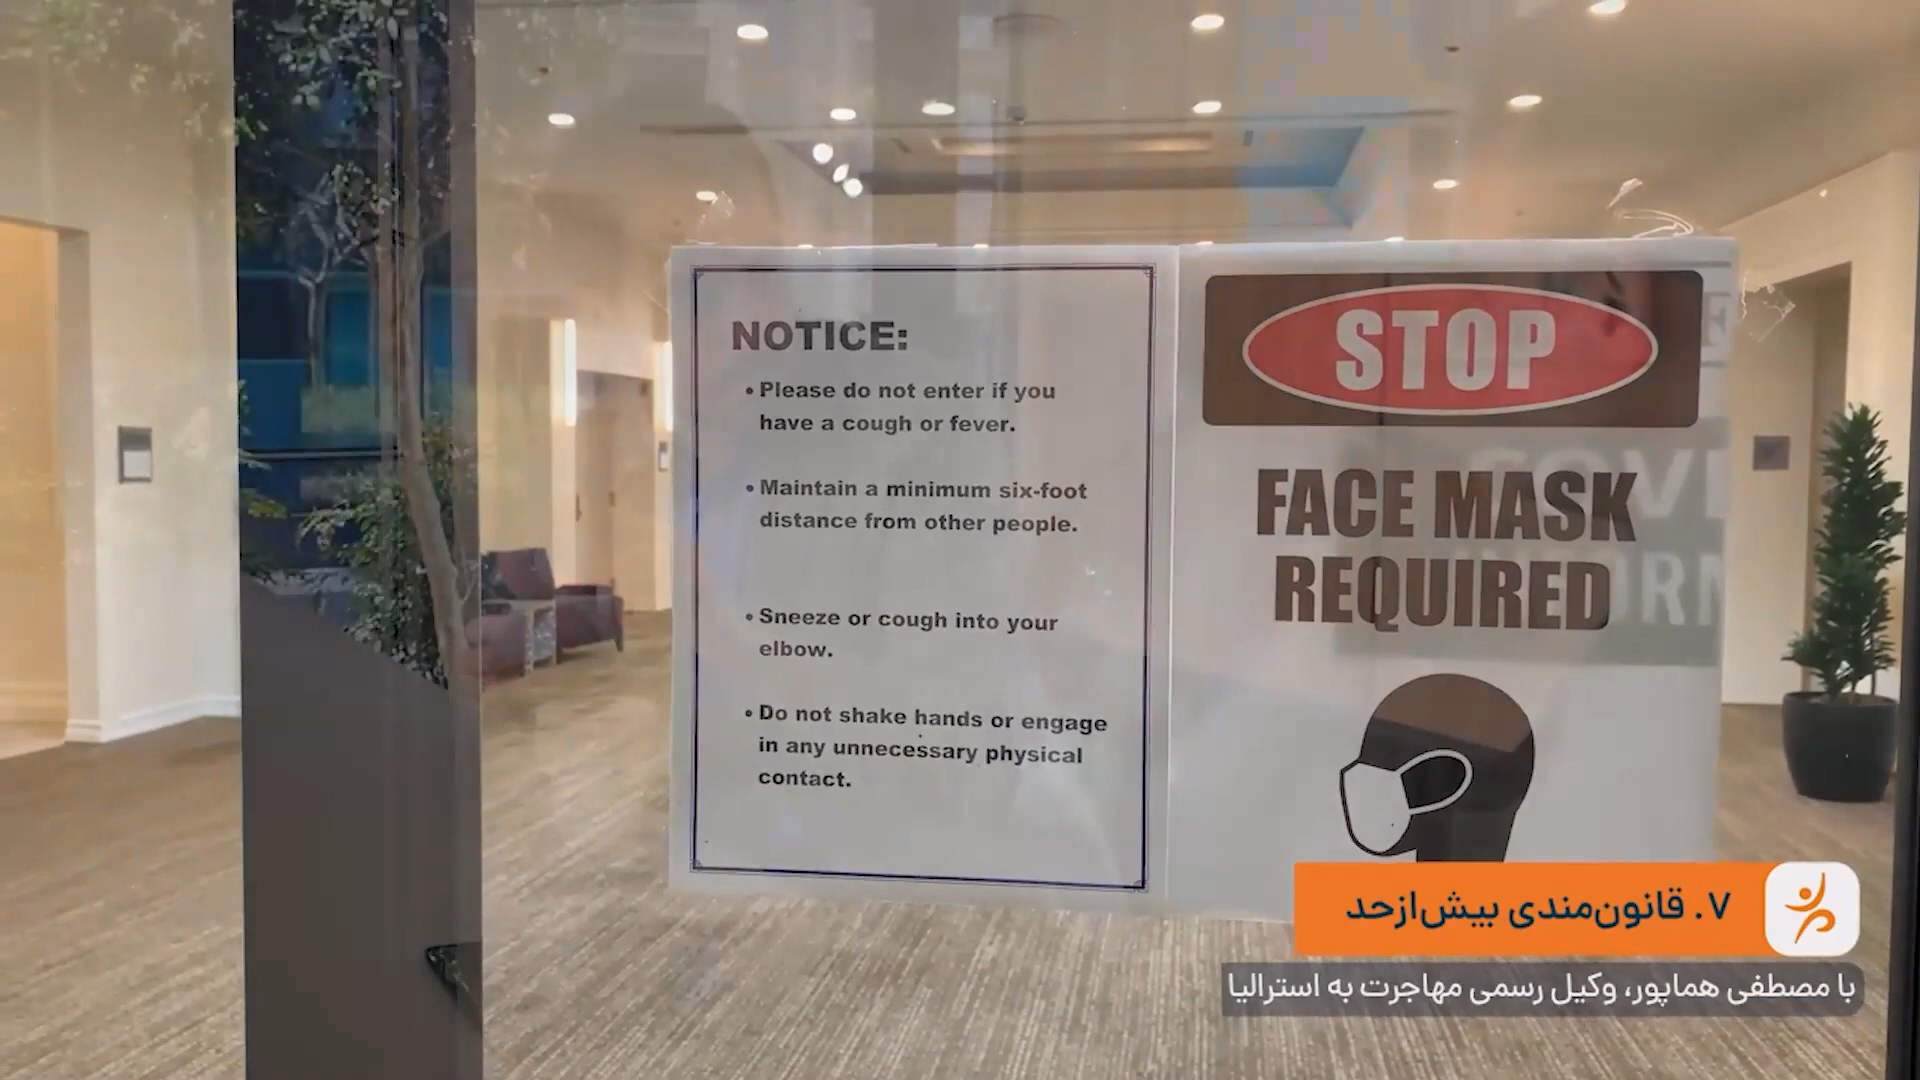 NOTICE:
• Please do not enter if you
have a cough or fever.
• Maintain a minimum six-foot
distance from other people.
• Sneeze or cough into your
elbow.
• Do not shake hands or engage
in any unnecessary physical
contact.
STOP
FACE MASK
REQUIRED
۷. قانون‌مندی بیش‌ازحد
با مصطفی هماپور، وکیل رسمی مهاجرت به استرالیا